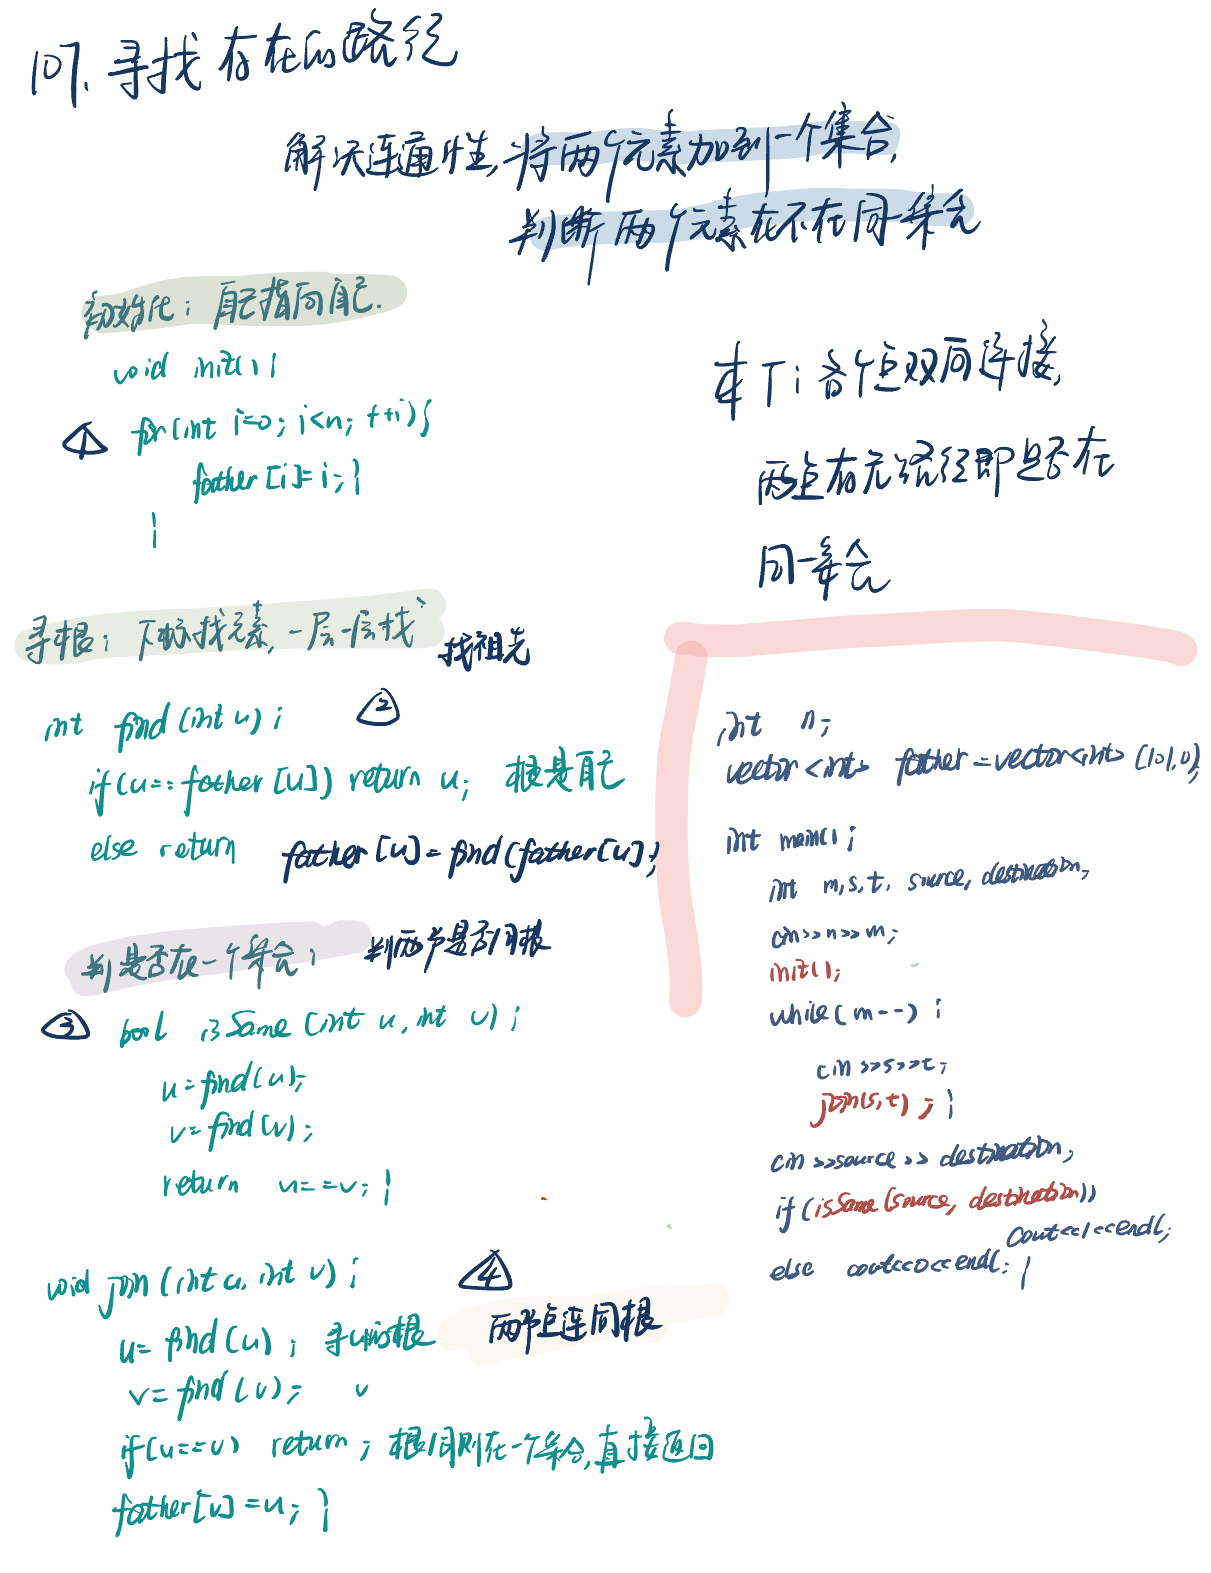 107. 寻找存在的路径
解决连通性, 将两个元素加到一个集合,
判断两个元素在不在同一集合
初始化: 自己指向自己.
void init() {
① for(int i=0; i<n; ++i){
father[i]=i; }
}
本下: 各个点双向连接,
两点有无路径即是否在
同一集合
寻根: 下标找元素, 一层一层找
找祖先
int find(int u) { ②
if(u==father[u]) return u; 根是自己
else return father[u]=find(father[u]);
判是否在一个集合: 判两节是否同根
③ bool isSame(int u, int v) {
u=find(u);
v=find(v);
return u==v; }
void join(int u, int v) { ④
两节点连同根
u=find(u); 寻u的根
v=find(v); v
if(u==v) return; 根同则在一个集合,直接返回
father[v]=u; }
int n;
vector<int> father=vector<int>(101,0);
int main() {
int m,s,t, source, destination;
cin>>n>>m;
init();
while(m--) {
cin>>s>>t;
join(s,t); }
cin>>source>>destination;
if(isSame(source, destination))
cout<<1<<endl;
else cout<<0<<endl; }